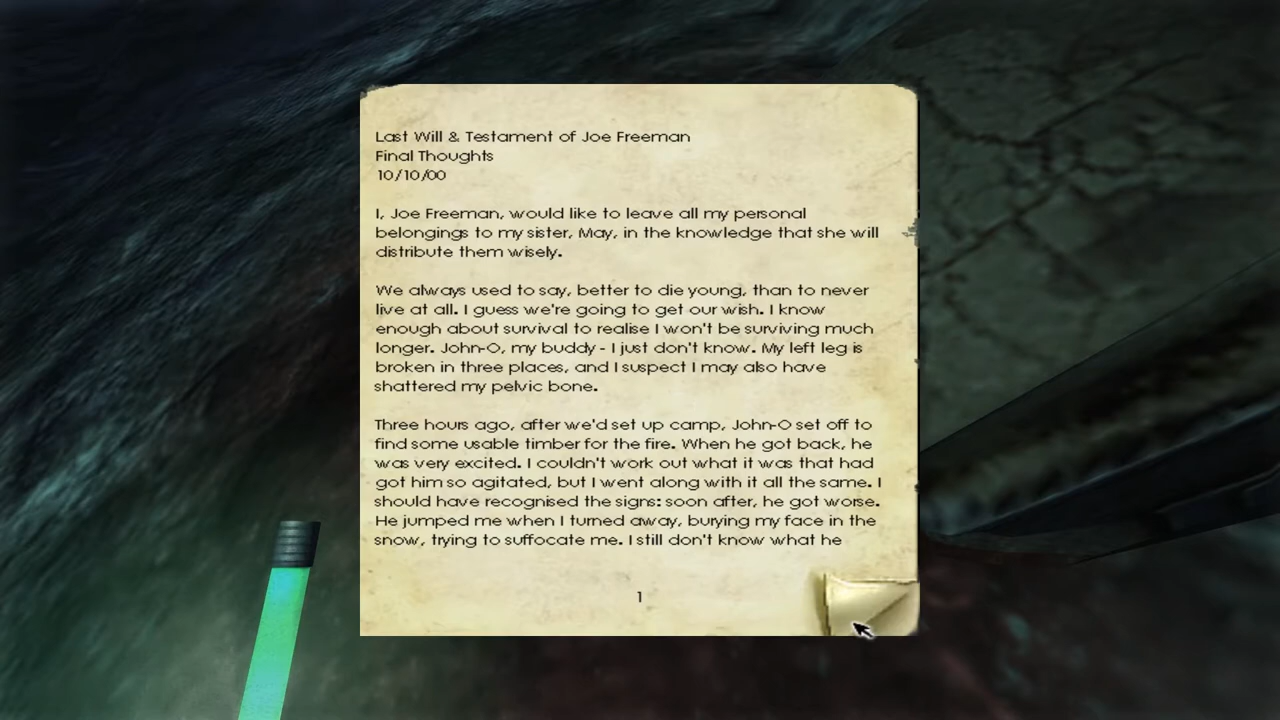 Last Will & Testament of Joe Freeman
Final Thoughts
10/10/00
I, Joe Freeman, would like to leave all my personal
belongings to my sister, May, in the knowledge that she will
distribute them wisely.
We always used to say, better to die young, than to never
live at all. I guess we're going to get our wish. I know
enough about survival to realise I won't be surviving much
longer. John-O, my buddy - I just don't know. My left leg is
broken in three places, and I suspect I may also have
shattered my pelvic bone.
Three hours ago, after we'd set up camp, John-O set off to
find some usable timber for the fire. When he got back, he
was very excited. I couldn't work out what it was that had
got him so agitated, but I went along with it all the same. I
should have recognised the signs: soon after, he got worse.
He jumped me when I turned away, burying my face in the
snow, trying to suffocate me. I still don't know what he
1